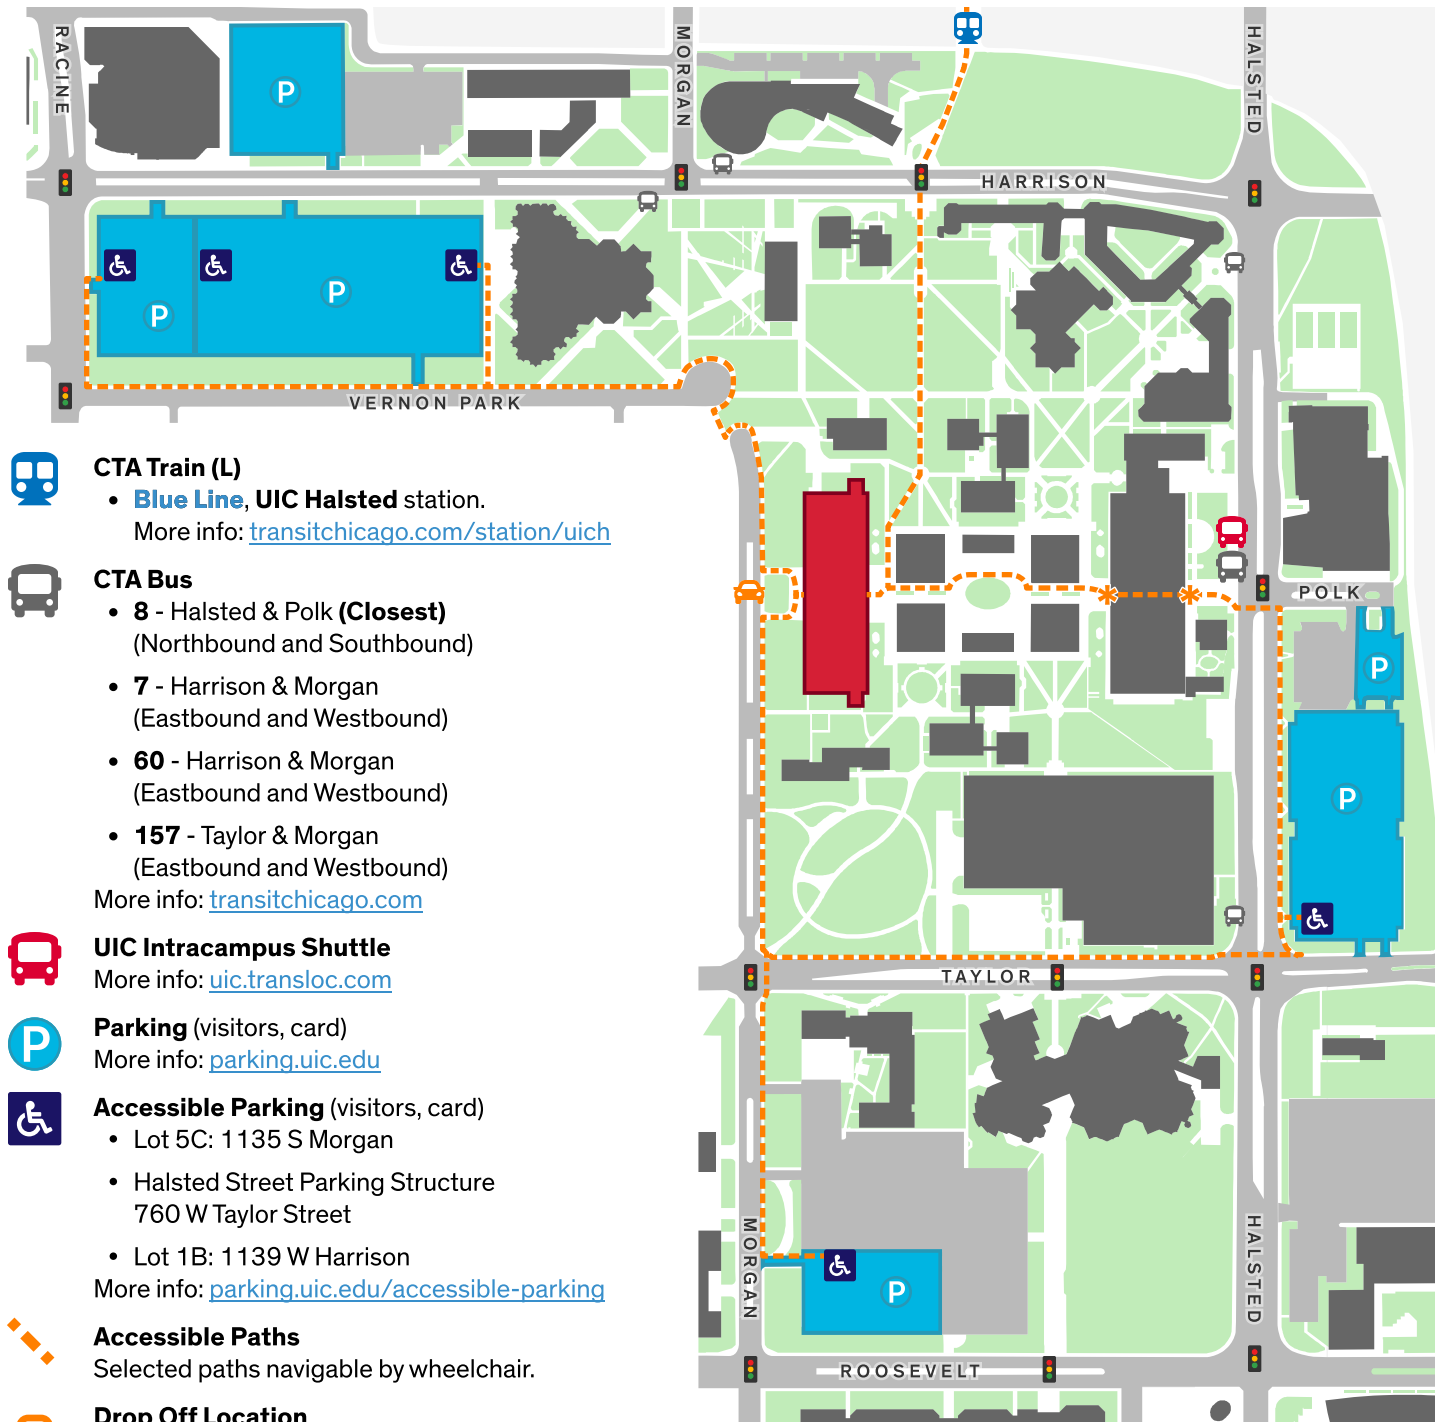 RACINE
MORGAN
HALSTED
P
HARRISON
P
P
VERNON PARK
CTA Train (L)
• Blue Line, UIC Halsted station.
More info: transitchicago.com/station/uich
CTA Bus
• 8 - Halsted & Polk (Closest)
(Northbound and Southbound)
• 7 - Harrison & Morgan
(Eastbound and Westbound)
• 60 - Harrison & Morgan
(Eastbound and Westbound)
• 157 - Taylor & Morgan
(Eastbound and Westbound)
More info: transitchicago.com
UIC Intracampus Shuttle
More info: uic.transloc.com
P
Parking (visitors, card)
More info: parking.uic.edu
Accessible Parking (visitors, card)
• Lot 5C: 1135 S Morgan
• Halsted Street Parking Structure
760 W Taylor Street
• Lot 1B: 1139 W Harrison
More info: parking.uic.edu/accessible-parking
Accessible Paths
Selected paths navigable by wheelchair.
Drop Off Location
POLK
P
P
TAYLOR
MORGAN
HALSTED
P
ROOSEVELT